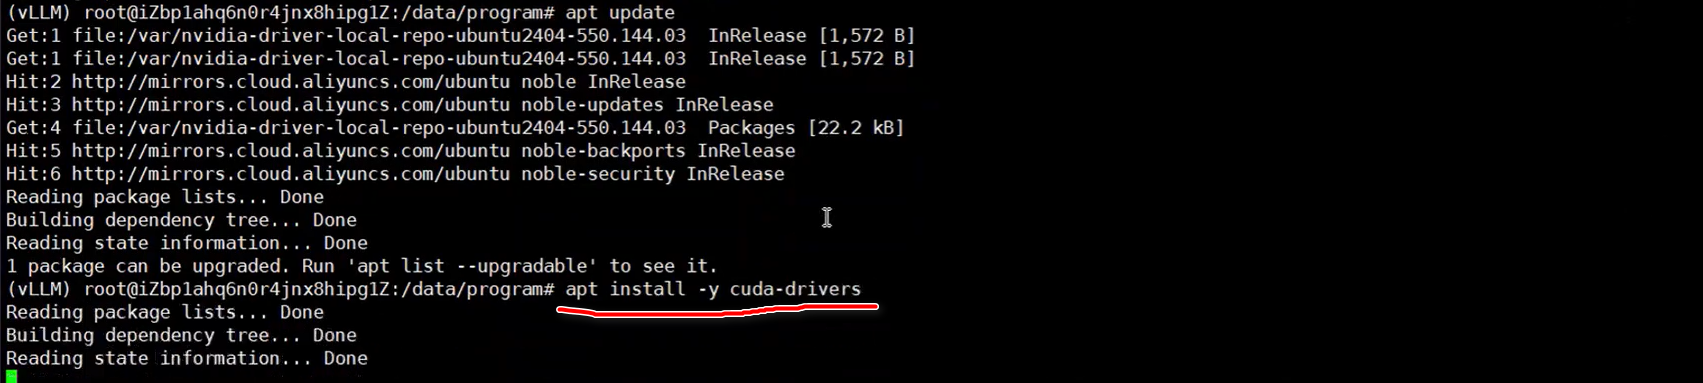 (vLLM) root@iZbp1ahq6n0r4jnx8hipg1Z:/data/program# apt update
Get:1 file:/var/nvidia-driver-local-repo-ubuntu2404-550.144.03  InRelease [1,572 B]
Get:1 file:/var/nvidia-driver-local-repo-ubuntu2404-550.144.03  InRelease [1,572 B]
Hit:2 http://mirrors.cloud.aliyuncs.com/ubuntu noble InRelease
Hit:3 http://mirrors.cloud.aliyuncs.com/ubuntu noble-updates InRelease
Get:4 file:/var/nvidia-driver-local-repo-ubuntu2404-550.144.03  Packages [22.2 kB]
Hit:5 http://mirrors.cloud.aliyuncs.com/ubuntu noble-backports InRelease
Hit:6 http://mirrors.cloud.aliyuncs.com/ubuntu noble-security InRelease
Reading package lists... Done
Building dependency tree... Done
Reading state information... Done
1 package can be upgraded. Run 'apt list --upgradable' to see it.
(vLLM) root@iZbp1ahq6n0r4jnx8hipg1Z:/data/program# apt install -y cuda-drivers
Reading package lists... Done
Building dependency tree... Done
Reading state information... Done